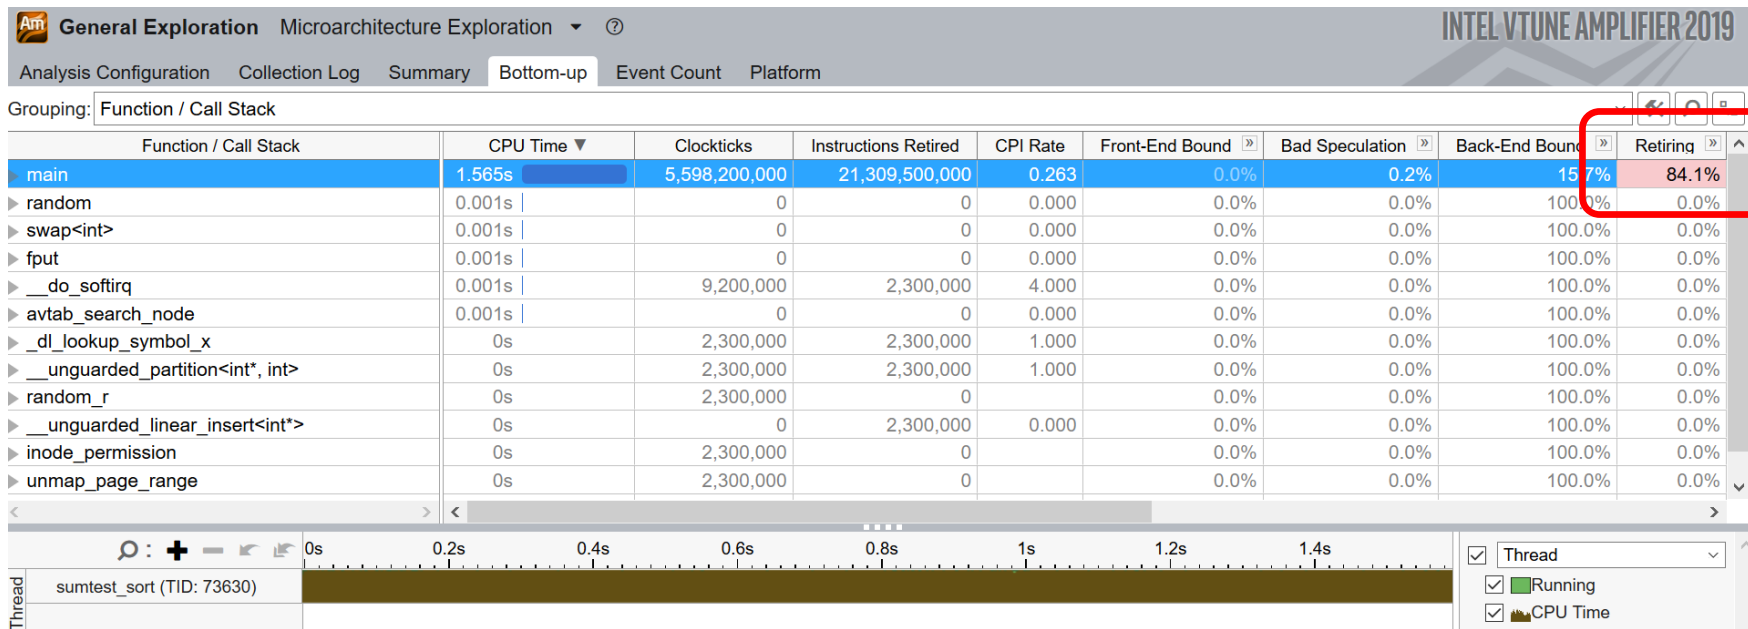 Am General Exploration Microarchitecture Exploration ? INTEL VTUNE AMPLIFIER 2019
Analysis Configuration Collection Log Summary Bottom-up Event Count Platform
Grouping: Function / Call Stack
Function / Call Stack CPU Time Clockticks Instructions Retired CPI Rate Front-End Bound Bad Speculation Back-End Bound Retiring
main 1.565s 5,598,200,000 21,309,500,000 0.263 0.0% 0.2% 15.7% 84.1%
random 0.001s 0 0 0.000 0.0% 0.0% 100.0% 0.0%
swap<int> 0.001s 0 0 0.000 0.0% 0.0% 100.0% 0.0%
fput 0.001s 0 0 0.000 0.0% 0.0% 100.0% 0.0%
__do_softirq 0.001s 9,200,000 2,300,000 4.000 0.0% 0.0% 100.0% 0.0%
avtab_search_node 0.001s 0 0 0.000 0.0% 0.0% 100.0% 0.0%
_dl_lookup_symbol_x 0s 2,300,000 2,300,000 1.000 0.0% 0.0% 100.0% 0.0%
__unguarded_partition<int*, int> 0s 2,300,000 2,300,000 1.000 0.0% 0.0% 100.0% 0.0%
random_r 0s 2,300,000 0 0.0% 0.0% 100.0% 0.0%
__unguarded_linear_insert<int*> 0s 0 2,300,000 0.000 0.0% 0.0% 100.0% 0.0%
inode_permission 0s 2,300,000 0 0.0% 0.0% 100.0% 0.0%
unmap_page_range 0s 2,300,000 0 0.0% 0.0% 100.0% 0.0%
0s 0.2s 0.4s 0.6s 0.8s 1s 1.2s 1.4s
Thread
sumtest_sort (TID: 73630)
Thread
Running
CPU Time